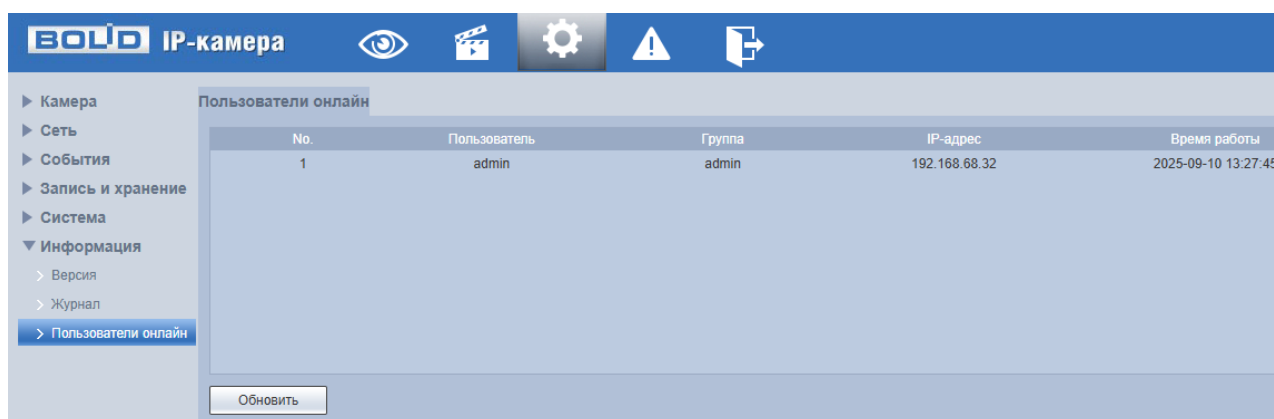 BOLID IP-камера
Камера
Сеть
События
Запись и хранение
Система
Информация
Версия
Журнал
Пользователи онлайн
Пользователи онлайн
No. Пользователь Группа IP-адрес Время работы
1 admin admin 192.168.68.32 2025-09-10 13:27:45
Обновить